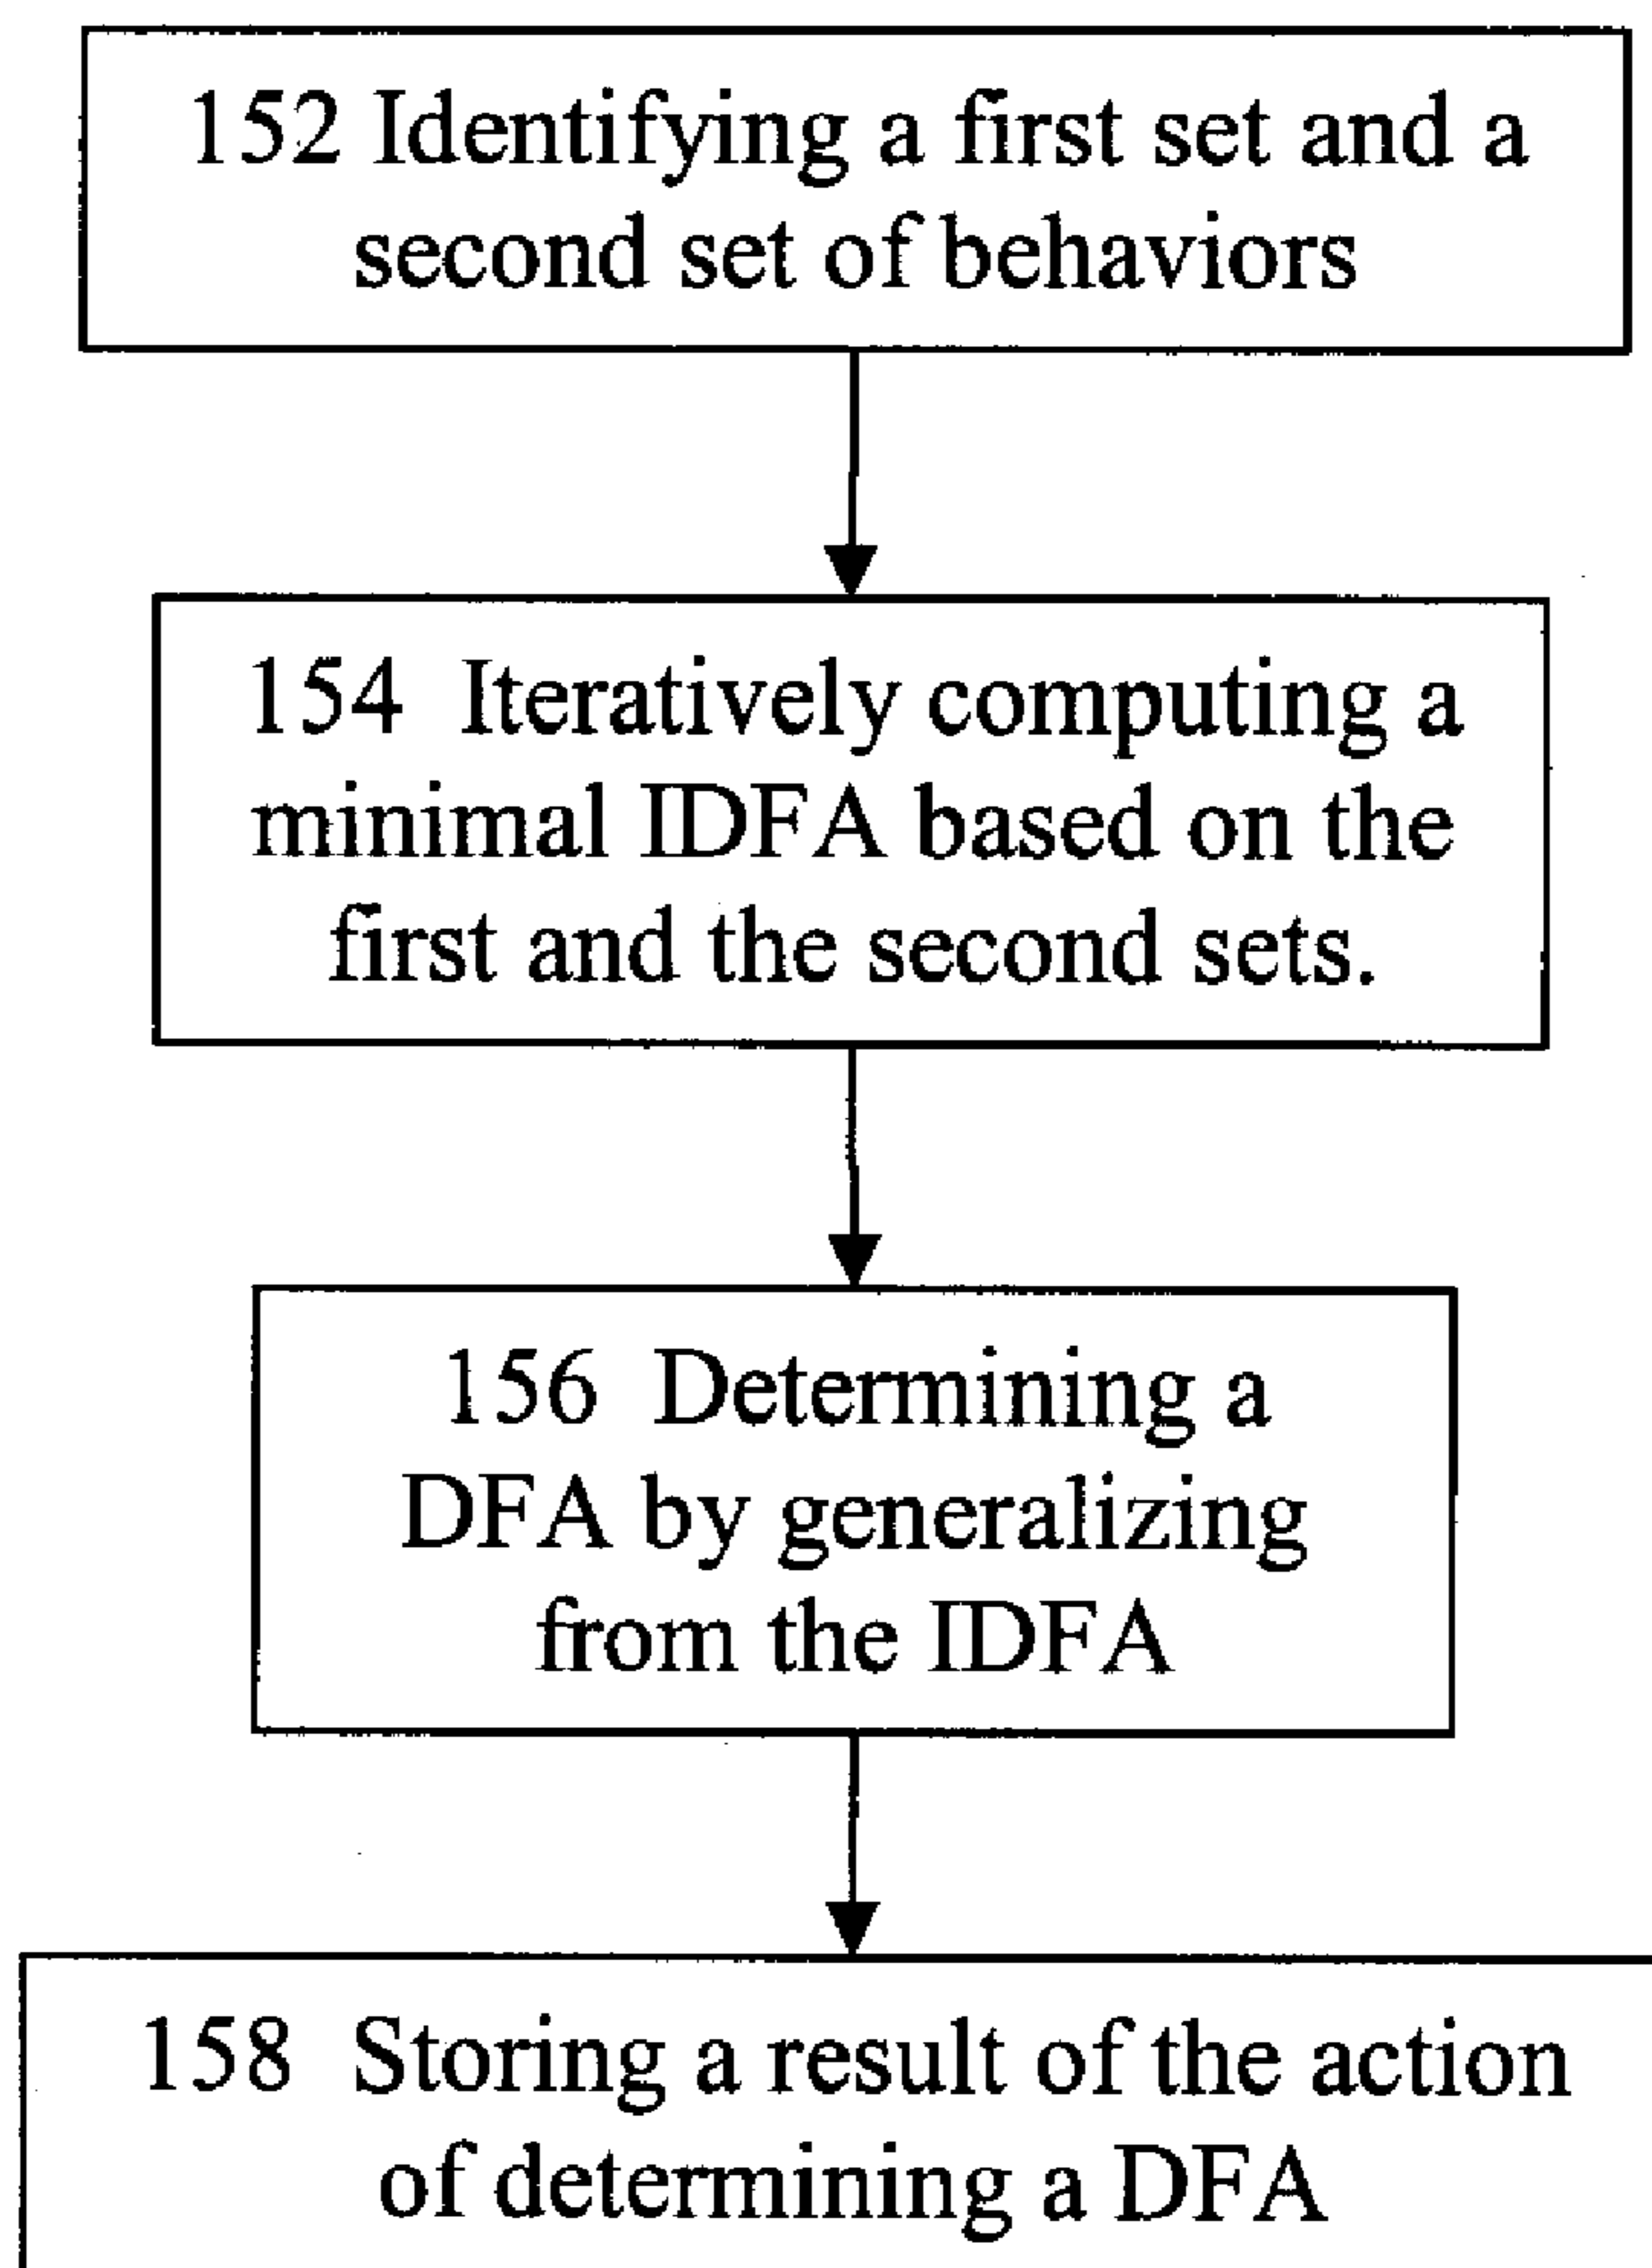 152 Identifying a first set and a
second set of behaviors
154 Iteratively computing a
minimal IDFA based on the
first and the second sets.
156 Determining a
DFA by generalizing
from the IDFA
158 Storing a result of the action
of determining a DFA